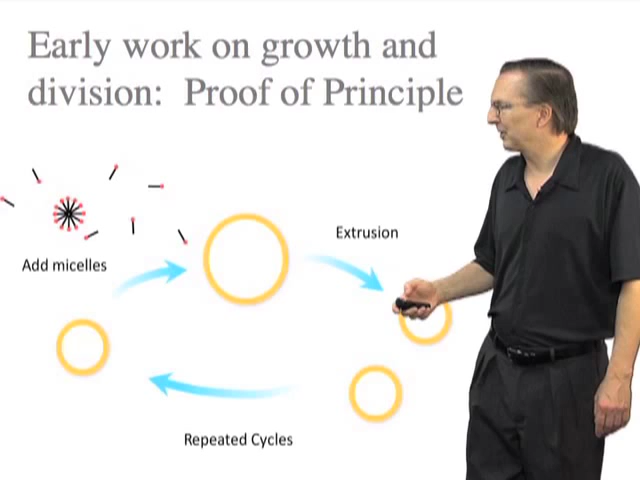 Early work on growth and
division:  Proof of Principle
Extrusion
Add micelles
Repeated Cycles